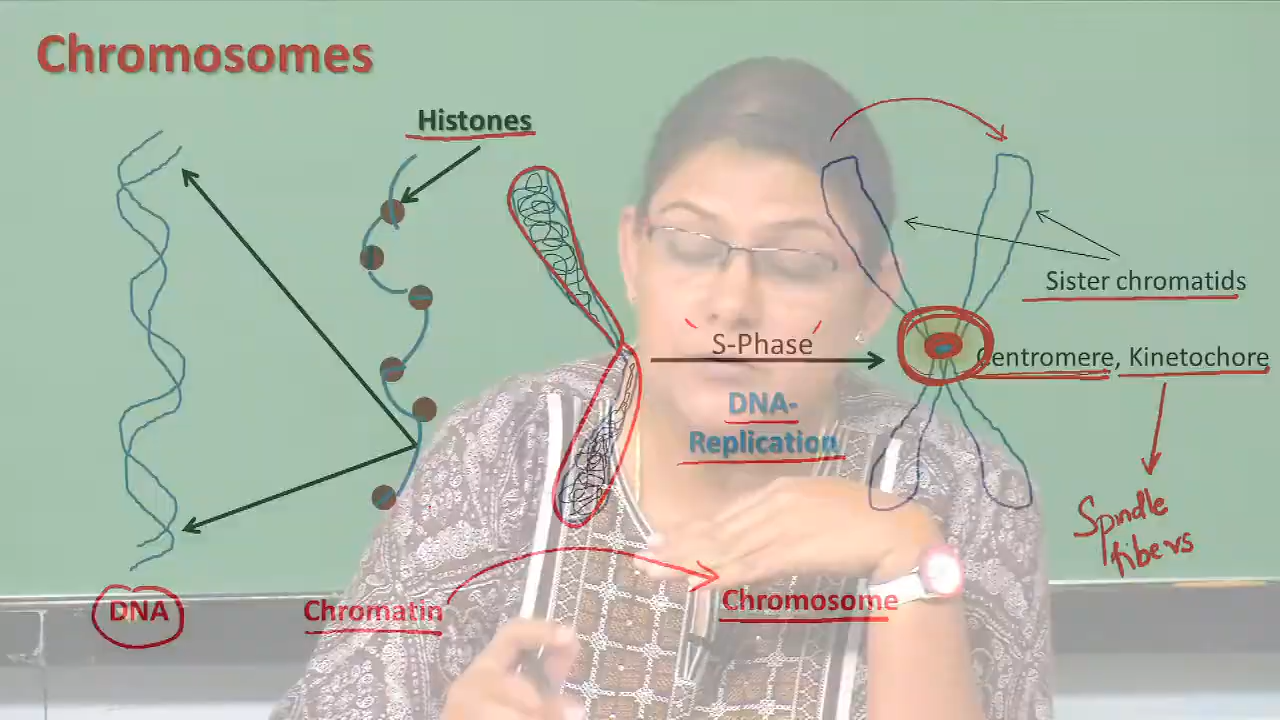 Chromosomes
Histones
Sister chromatids
S-Phase
Centromere, Kinetochore
DNA-
Replication
Spindle
fibers
DNA
Chromatin
Chromosome